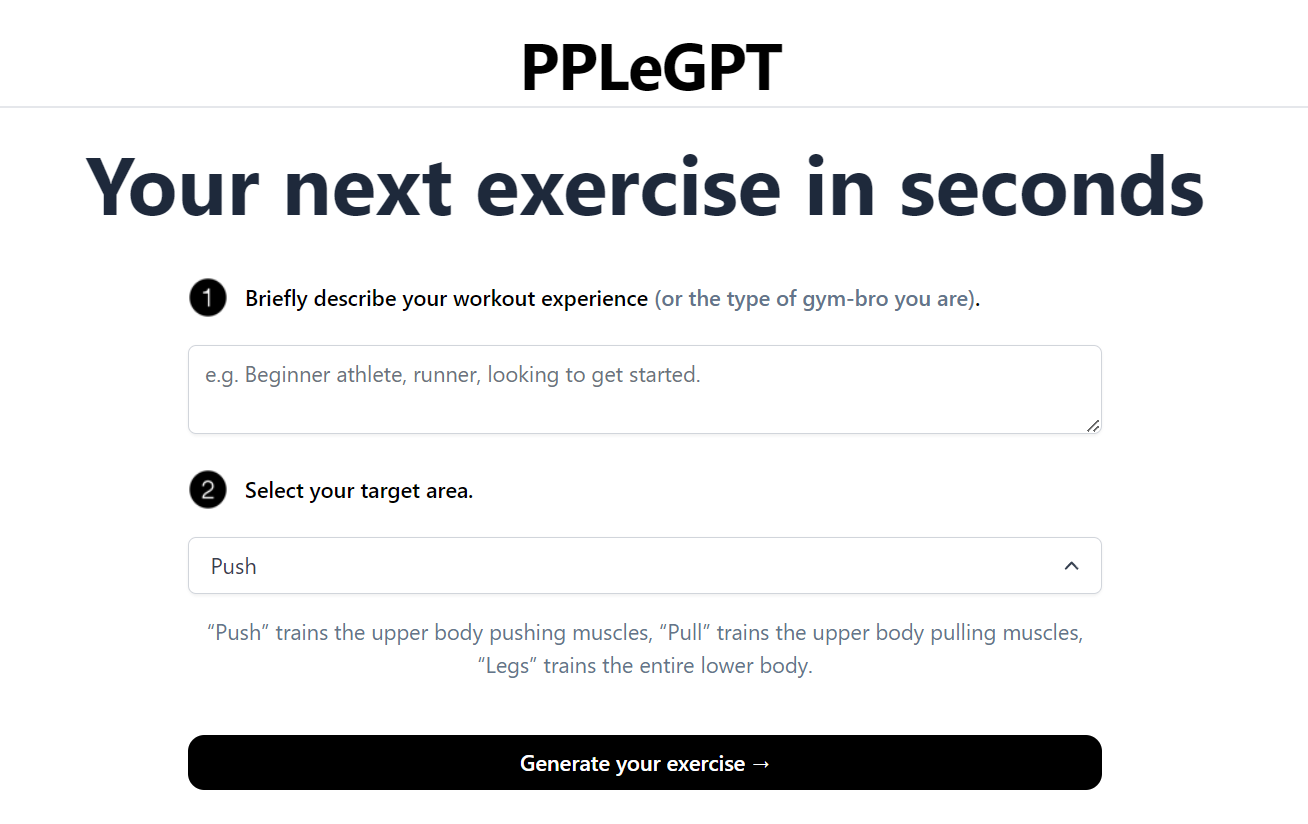 PPLeGPT
Your next exercise in seconds
1 Briefly describe your workout experience (or the type of gym-bro you are).
e.g. Beginner athlete, runner, looking to get started.
2 Select your target area.
Push
“Push” trains the upper body pushing muscles, “Pull” trains the upper body pulling muscles,
“Legs” trains the entire lower body.
Generate your exercise →